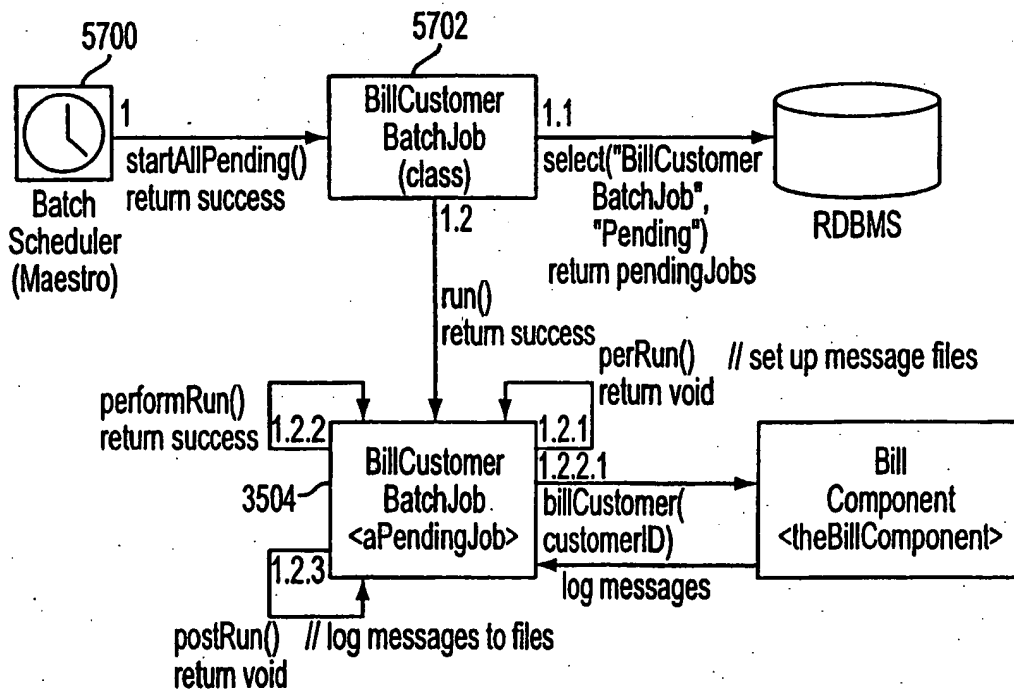 5700
5702
1
startAllPending()
return success
Batch
Scheduler
(Maestro)
BillCustomer
BatchJob
(class)
1.1
select("BillCustomer
BatchJob",
"Pending")
return pendingJobs
RDBMS
1.2
run()
return success
perRun() // set up message files
return void
performRun()
return success
1.2.2
1.2.1
3504
BillCustomer
BatchJob
<aPendingJob>
1.2.2.1
billCustomer(
customerID)
log messages
Bill
Component
<theBillComponent>
1.2.3
postRun() // log messages to files
return void